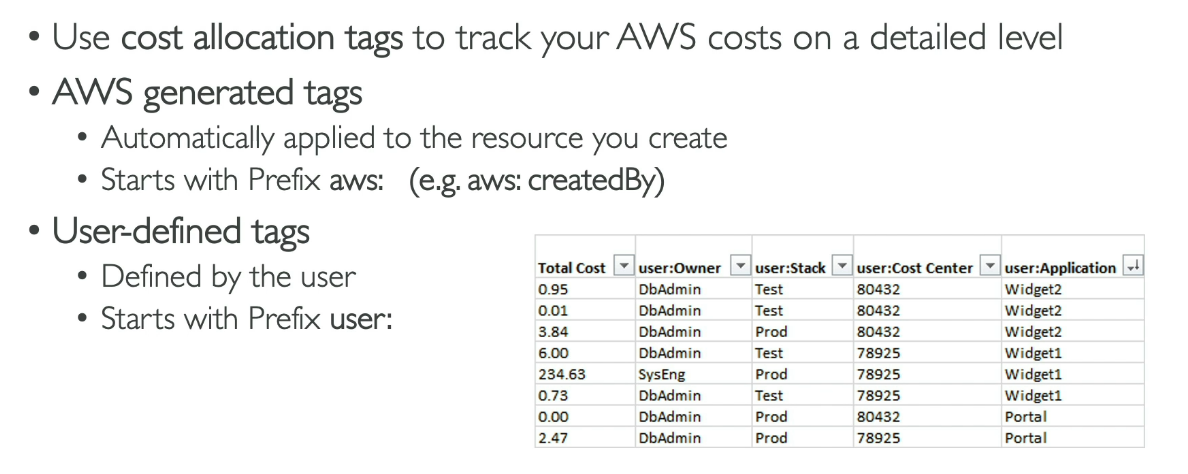 • Use cost allocation tags to track your AWS costs on a detailed level
• AWS generated tags
• Automatically applied to the resource you create
• Starts with Prefix aws: (e.g. aws: createdBy)
• User-defined tags
• Defined by the user
• Starts with Prefix user:
Total Cost user:Owner user:Stack user:Cost Center user:Application
0.95 DbAdmin Test 80432 Widget2
0.01 DbAdmin Test 80432 Widget2
3.84 DbAdmin Prod 80432 Widget2
6.00 DbAdmin Test 78925 Widget1
234.63 SysEng Prod 78925 Widget1
0.73 DbAdmin Test 78925 Widget1
0.00 DbAdmin Prod 80432 Portal
2.47 DbAdmin Prod 78925 Portal